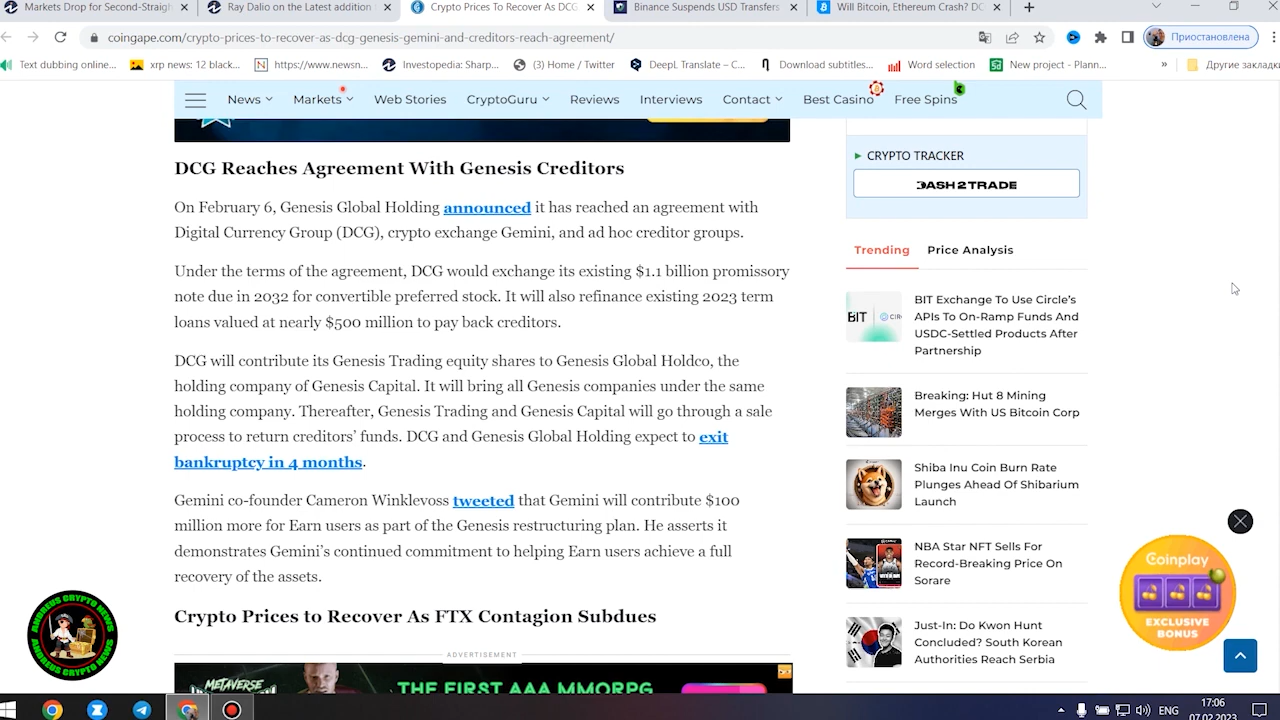 Markets Drop for Second-Straigh
Ray Dalio on the Latest addition
Crypto Prices To Recover As DCG
Binance Suspends USD Transfers
Will Bitcoin, Ethereum Crash? DC
coingape.com/crypto-prices-to-recover-as-dcg-genesis-gemini-and-creditors-reach-agreement/
Приостановлена
Text dubbing online...
xrp news: 12 black...
https://www.newsn...
Investopedia: Sharp...
(3) Home / Twitter
DeepL Translate – C...
Download subtitles...
Word selection
New project - Plann...
»
Другие закладки
News
Markets
Web Stories
CryptoGuru
Reviews
Interviews
Contact
Best Casino
Free Spins
DCG Reaches Agreement With Genesis Creditors
On February 6, Genesis Global Holding announced it has reached an agreement with
Digital Currency Group (DCG), crypto exchange Gemini, and ad hoc creditor groups.
Under the terms of the agreement, DCG would exchange its existing $1.1 billion promissory
note due in 2032 for convertible preferred stock. It will also refinance existing 2023 term
loans valued at nearly $500 million to pay back creditors.
DCG will contribute its Genesis Trading equity shares to Genesis Global Holdco, the
holding company of Genesis Capital. It will bring all Genesis companies under the same
holding company. Thereafter, Genesis Trading and Genesis Capital will go through a sale
process to return creditors’ funds. DCG and Genesis Global Holding expect to exit
bankruptcy in 4 months.
Gemini co-founder Cameron Winklevoss tweeted that Gemini will contribute $100
million more for Earn users as part of the Genesis restructuring plan. He asserts it
demonstrates Gemini’s continued commitment to helping Earn users achieve a full
recovery of the assets.
Crypto Prices to Recover As FTX Contagion Subdues
ADVERTISEMENT
METAVERSE
THE FIRST AAA MMORPG
CRYPTO TRACKER
DASH 2 TRADE
Trending
Price Analysis
BIT Exchange To Use Circle’s
APIs To On-Ramp Funds And
USDC-Settled Products After
Partnership
Breaking: Hut 8 Mining
Merges With US Bitcoin Corp
Shiba Inu Coin Burn Rate
Plunges Ahead Of Shibarium
Launch
NBA Star NFT Sells For
Record-Breaking Price On
Sorare
Just-In: Do Kwon Hunt
Concluded? South Korean
Authorities Reach Serbia
BIT
CIR
Coinplay
EXCLUSIVE
BONUS
ANDREUS CRYPTO NEWS
ANDREUS CRYPTO NEWS
ENG
17:06
07.02.2023